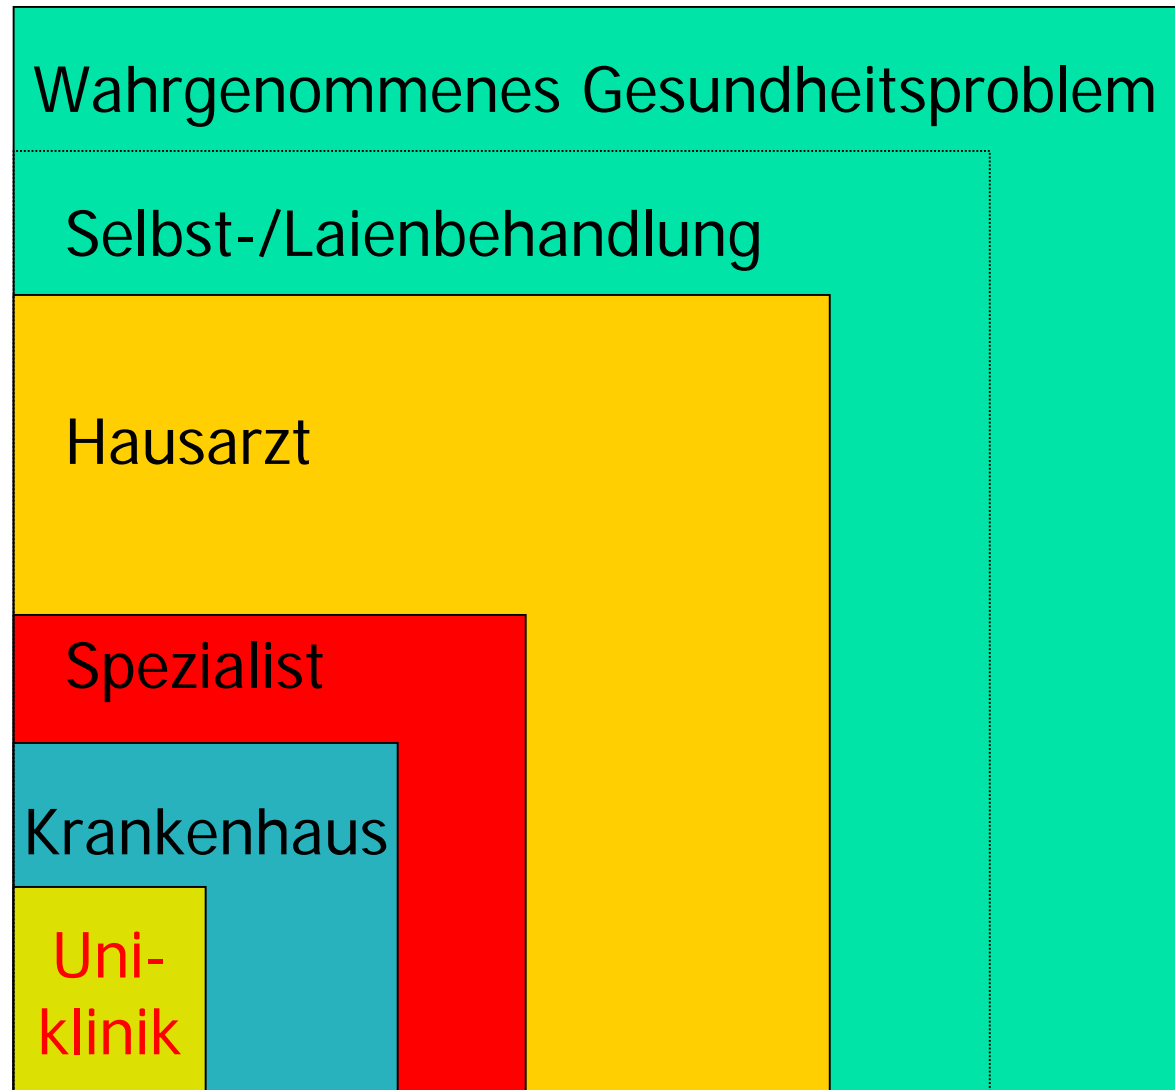 Wahrgenommenes Gesundheitsproblem
Selbst-/Laienbehandlung
Hausarzt
Spezialist
Krankenhaus
Uni-
klinik